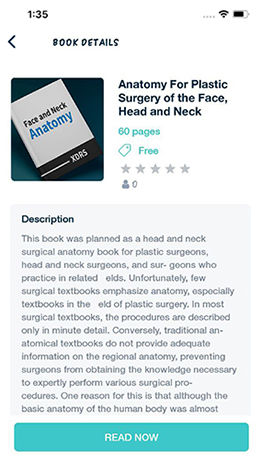 1:35
BOOK DETAILS
Face and Neck
Anatomy
XDRS
Anatomy For Plastic
Surgery of the Face,
Head and Neck
60 pages
Free
0
Description
This book was planned as a head and neck
surgical anatomy book for plastic surgeons,
head and neck surgeons, and sur- geons who
practice in related elds. Unfortunately, few
surgical textbooks emphasize anatomy, especially
textbooks in the eld of plastic surgery. In most
surgical textbooks, the procedures are described
only in minute detail. Conversely, traditional an-
atomical textbooks do not provide adequate
information on the regional anatomy, preventing
surgeons from obtaining the knowledge necessary
to expertly perform various surgical pro-
cedures. One reason for this is that although the
basic anatomy of the human body was almost
READ NOW